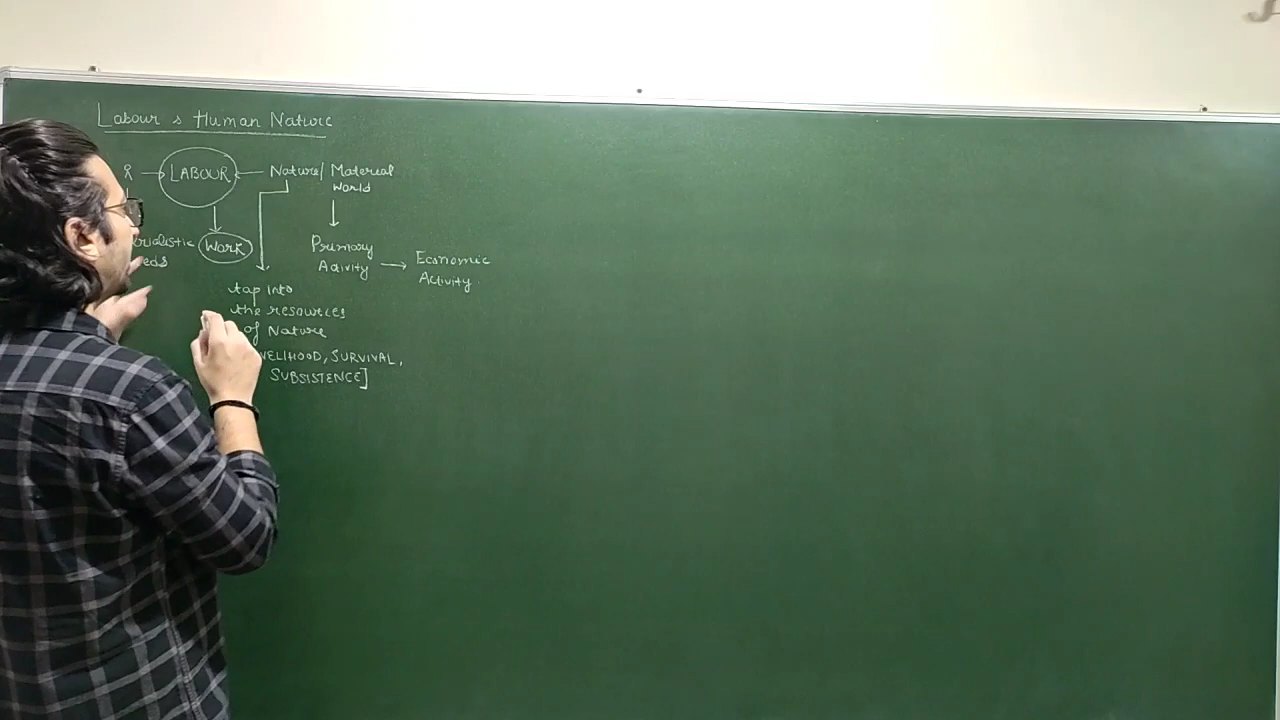 Labour & Human Nature
LABOUR
Nature/ Material
World
Work
Primary
Activity
Economic
Activity
tap into
the resources
of Nature
SURVIVAL,
SUBSISTENCE]